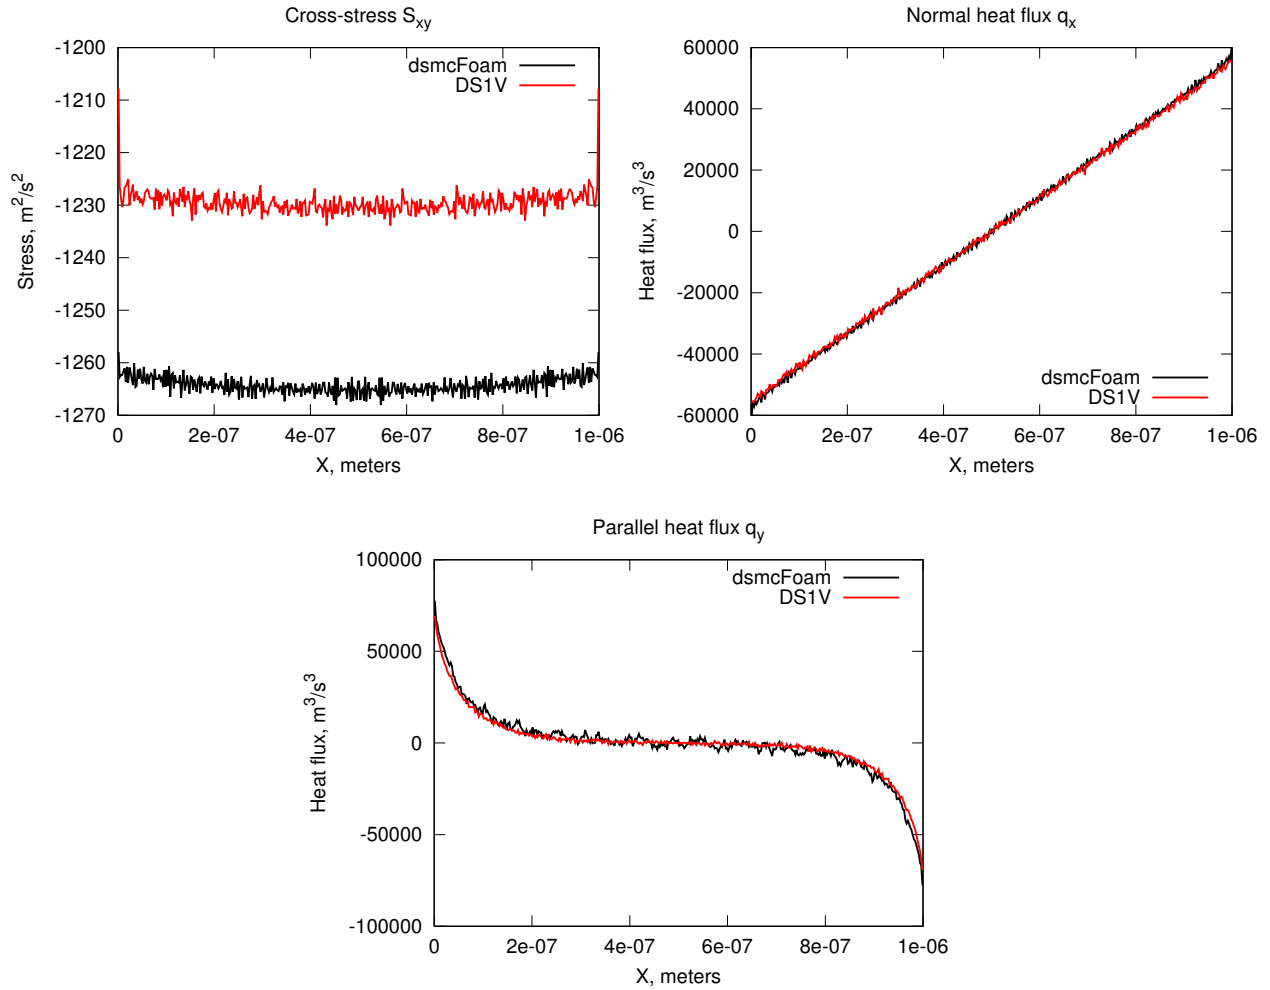 Cross-stress S_xy
Stress, m²/s²
-1200
-1210
-1220
-1230
-1240
-1250
-1260
-1270
dsmcFoam
DS1V
0 2e-07 4e-07 6e-07 8e-07 1e-06
X, meters
Normal heat flux q_x
Heat flux, m³/s³
60000
40000
20000
0
-20000
-40000
-60000
dsmcFoam
DS1V
0 2e-07 4e-07 6e-07 8e-07 1e-06
X, meters
Parallel heat flux q_y
Heat flux, m³/s³
100000
50000
0
-50000
-100000
dsmcFoam
DS1V
0 2e-07 4e-07 6e-07 8e-07 1e-06
X, meters